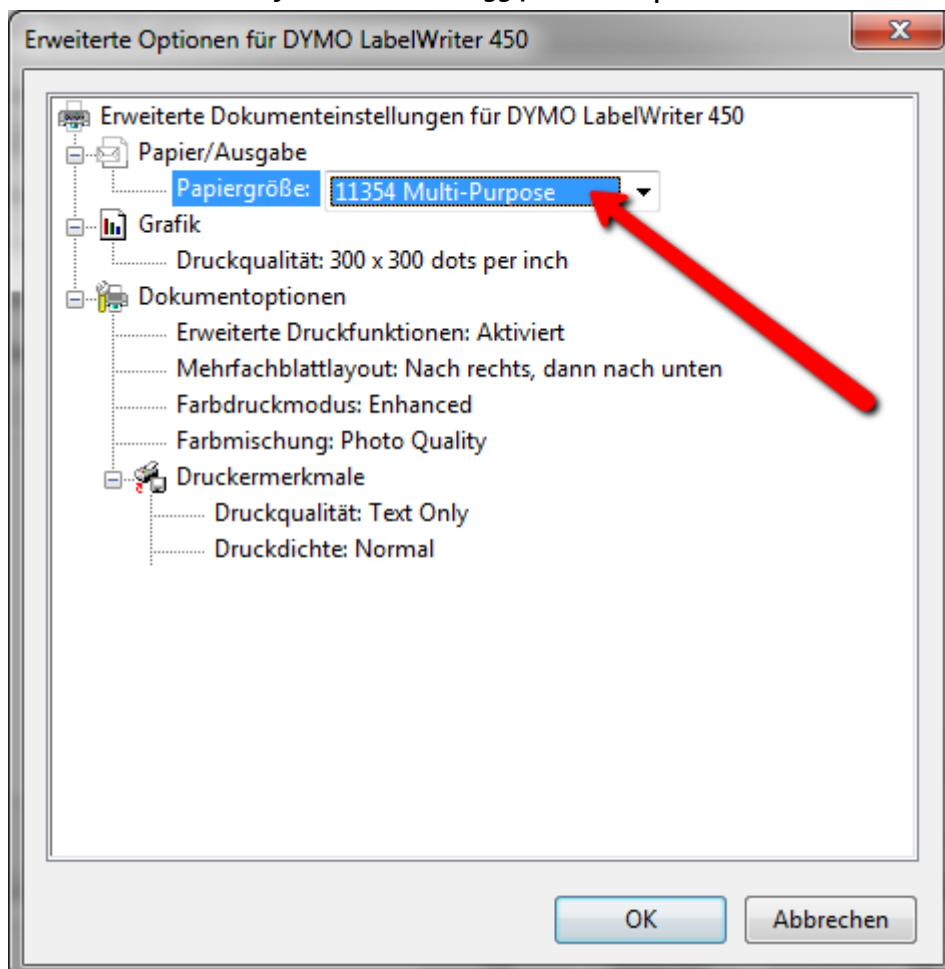 Erweiterte Optionen für DYMO LabelWriter 450
Erweiterte Dokumenteinstellungen für DYMO LabelWriter 450
Papier/Ausgabe
Papiergröße: 11354 Multi-Purpose
Grafik
Druckqualität: 300 x 300 dots per inch
Dokumentoptionen
Erweiterte Druckfunktionen: Aktiviert
Mehrfachblattlayout: Nach rechts, dann nach unten
Farbdruckmodus: Enhanced
Farbmischung: Photo Quality
Druckermerkmale
Druckqualität: Text Only
Druckdichte: Normal
OK Abbrechen